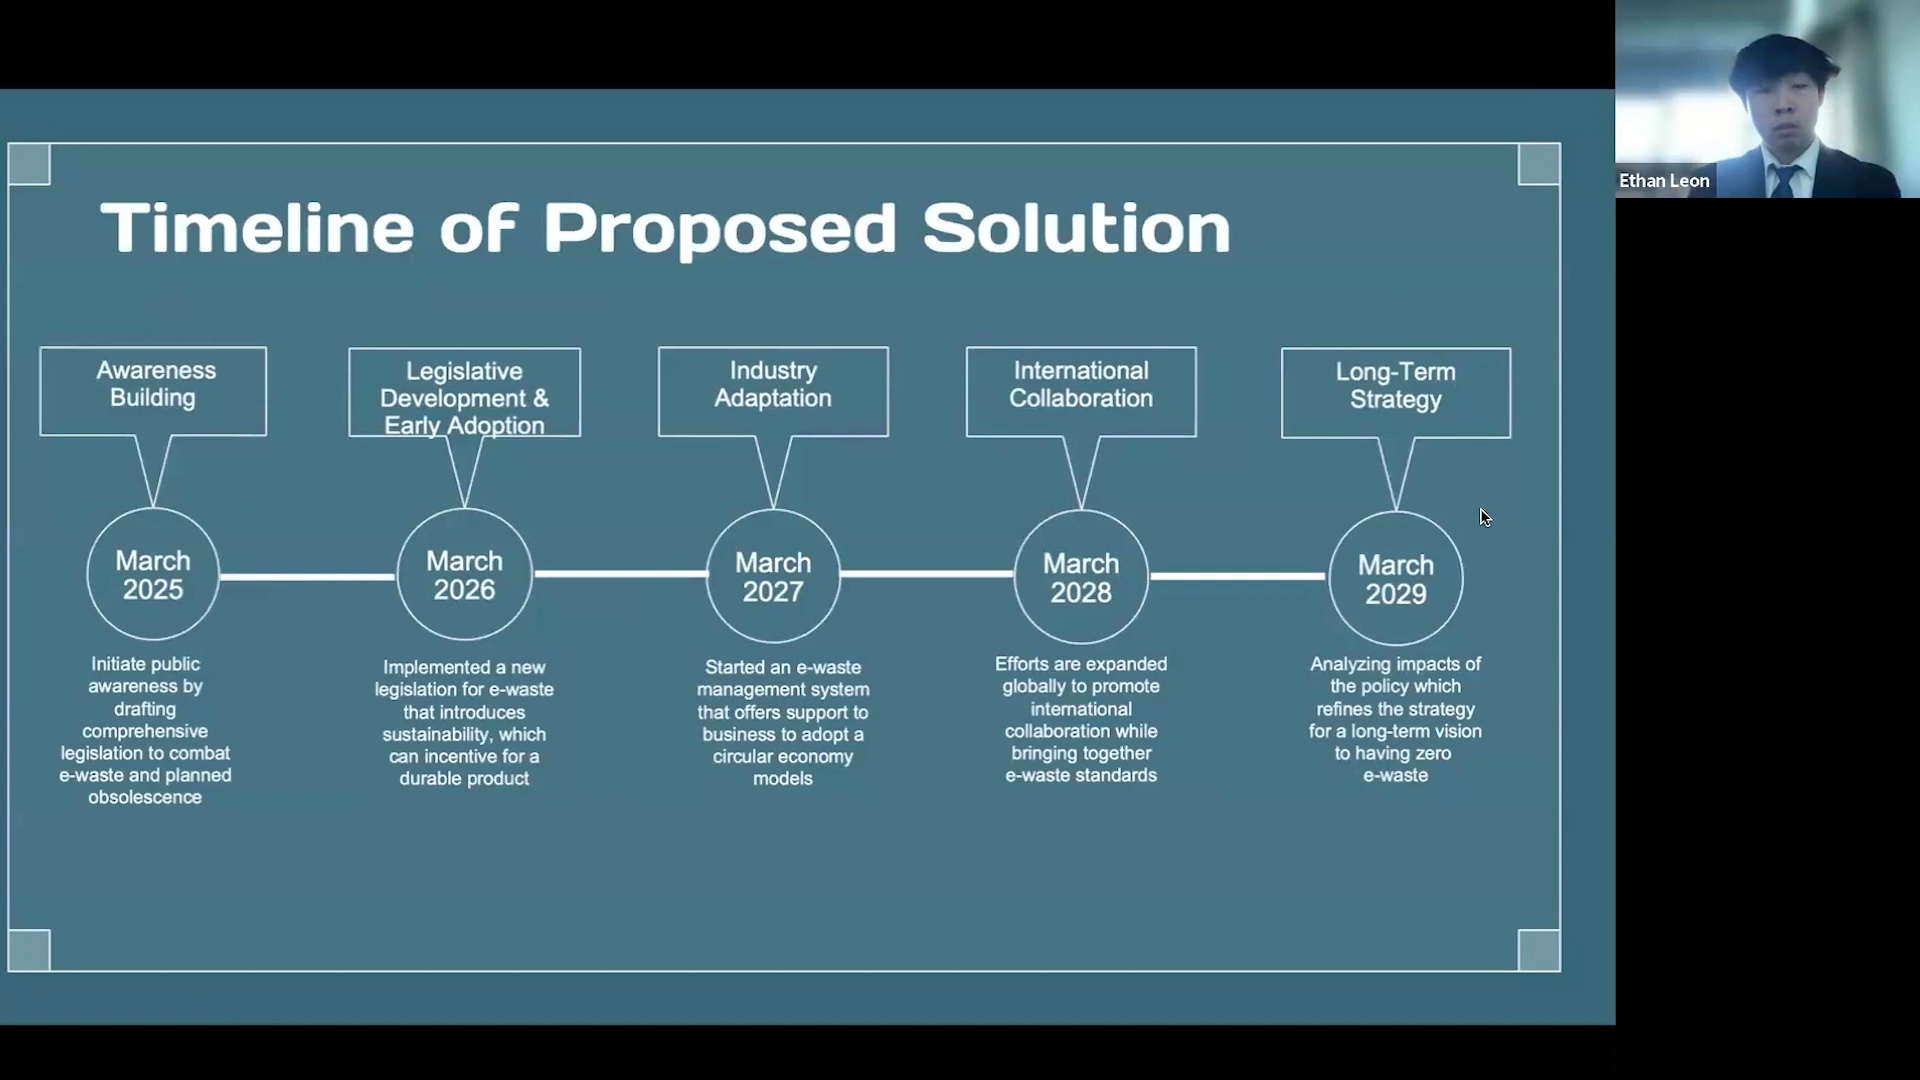 Ethan Leon
Timeline of Proposed Solution
Awareness
Building
Legislative
Development &
Early Adoption
Industry
Adaptation
International
Collaboration
Long-Term
Strategy
March
2025
March
2026
March
2027
March
2028
March
2029
Initiate public
awareness by
drafting
comprehensive
legislation to combat
e-waste and planned
obsolescence
Implemented a new
legislation for e-waste
that introduces
sustainability, which
can incentive for a
durable product
Started an e-waste
management system
that offers support to
business to adopt a
circular economy
models
Efforts are expanded
globally to promote
international
collaboration while
bringing together
e-waste standards
Analyzing impacts of
the policy which
refines the strategy
for a long-term vision
to having zero
e-waste